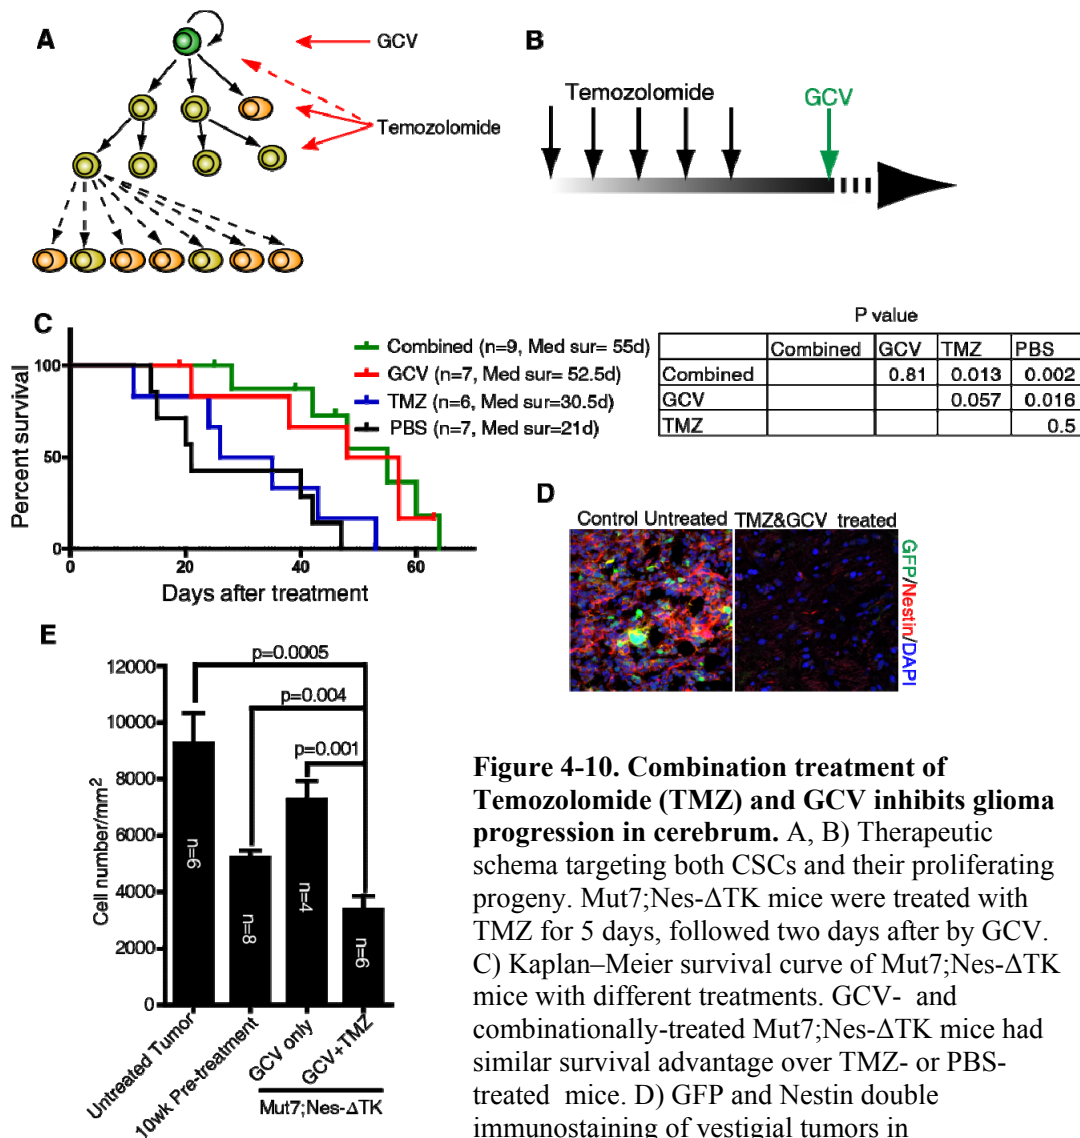 A
GCV
Temozolomide
B
Temozolomide
GCV
C
Percent survival
100
50
0
0 20 40 60
Days after treatment
Combined (n=9, Med sur= 55d)
GCV (n=7, Med sur= 52.5d)
TMZ (n=6, Med sur=30.5d)
PBS (n=7, Med sur=21d)
P value
Combined GCV TMZ PBS
Combined 0.81 0.013 0.002
GCV 0.057 0.016
TMZ 0.5
D
Control Untreated TMZ&GCV treated
GFP/Nestin/DAPI
E
Cell number/mm²
12000
10000
8000
6000
4000
2000
0
p=0.0005
p=0.004
p=0.001
n=6
n=8
n=4
n=6
Untreated Tumor
10wk Pre-treatment
GCV only
GCV+TMZ
Mut7;Nes-ΔTK
Figure 4-10. Combination treatment of
Temozolomide (TMZ) and GCV inhibits glioma
progression in cerebrum. A, B) Therapeutic
schema targeting both CSCs and their proliferating
progeny. Mut7;Nes-ΔTK mice were treated with
TMZ for 5 days, followed two days after by GCV.
C) Kaplan–Meier survival curve of Mut7;Nes-ΔTK
mice with different treatments. GCV- and
combinationally-treated Mut7;Nes-ΔTK mice had
similar survival advantage over TMZ- or PBS-
treated mice. D) GFP and Nestin double
immunostaining of vestigial tumors in